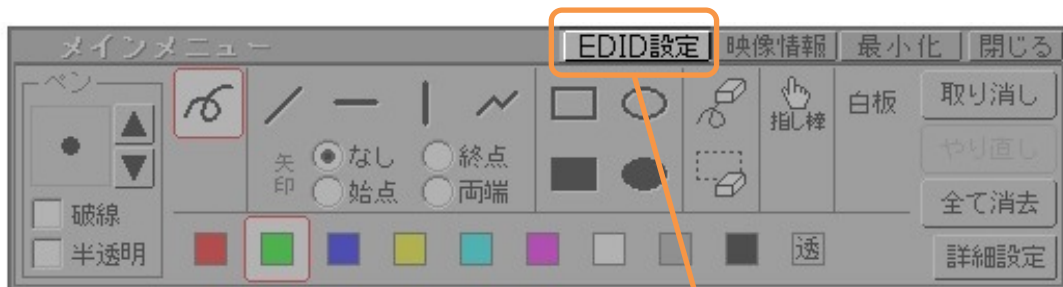 メインメニュー EDID設定 映像情報 最小化 閉じる
ペン
指し棒 白板 取り消し
矢印 なし 終点 やり直し
始点 両端
破線 全て消去
半透明 透 詳細設定